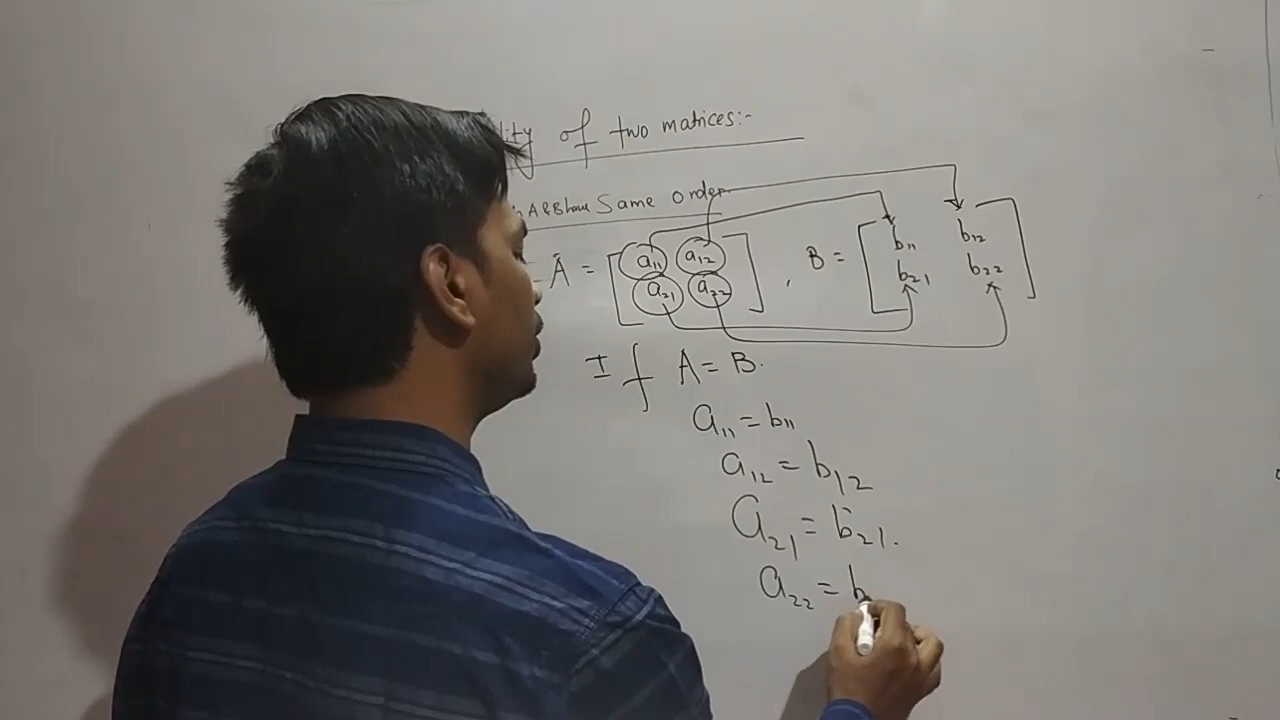 lity of two matrices:-
A & B have Same order
A = [ a11 a12 a21 a22 ] , B = [ b11 b12 b21 b22 ]
If A = B.
a11 = b11
a12 = b12
a21 = b21.
a22 = b